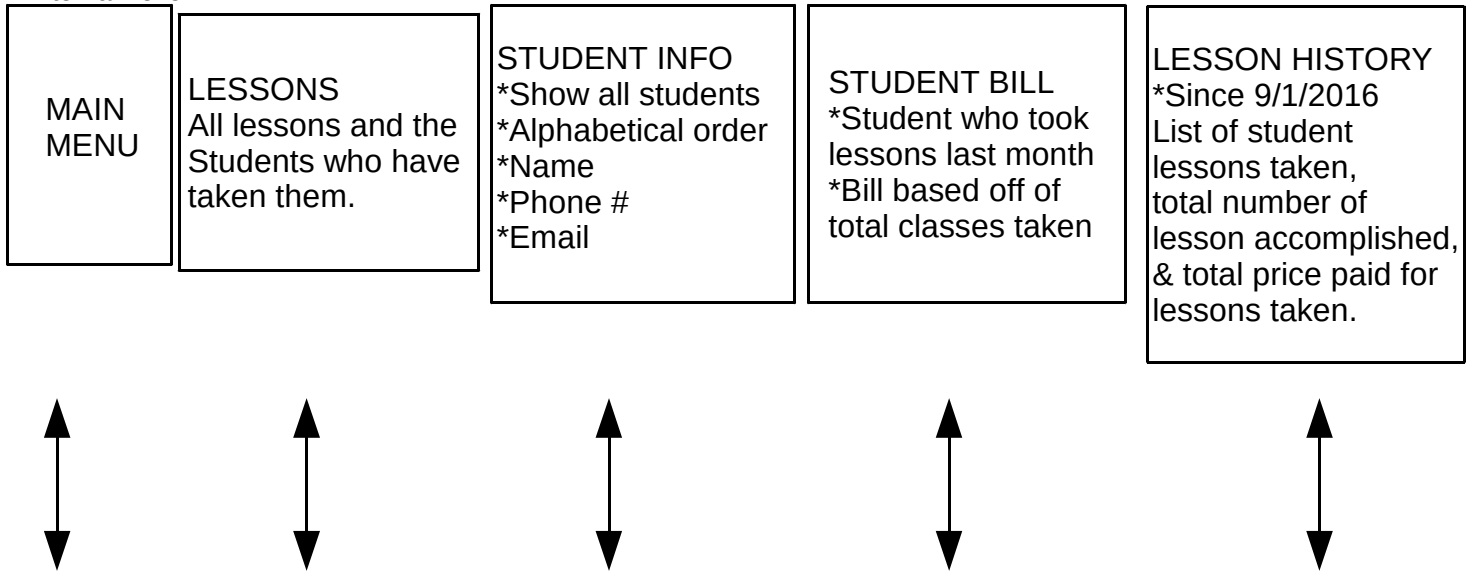 MAIN
MENU
LESSONS
All lessons and the
Students who have
taken them.
STUDENT INFO
*Show all students
*Alphabetical order
*Name
*Phone #
*Email
STUDENT BILL
*Student who took
lessons last month
*Bill based off of
total classes taken
LESSON HISTORY
*Since 9/1/2016
List of student
lessons taken,
total number of
lesson accomplished,
& total price paid for
lessons taken.